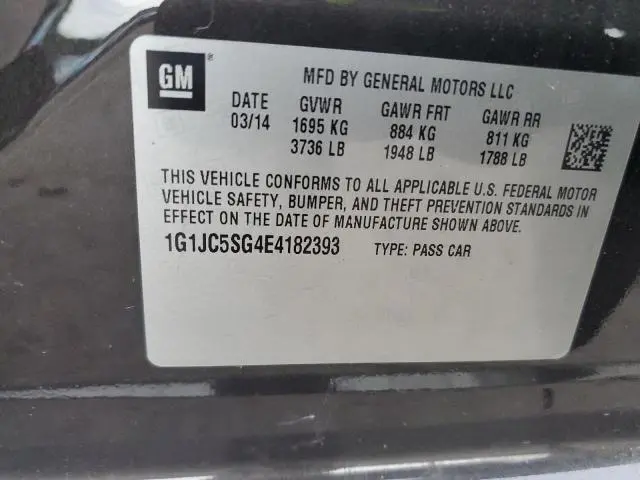 GM ®
MFD BY GENERAL MOTORS LLC
DATE GVWR GAWR FRT GAWR RR
03/14 1695 KG 884 KG 811 KG
3736 LB 1948 LB 1788 LB
THIS VEHICLE CONFORMS TO ALL APPLICABLE U.S. FEDERAL MOTOR
VEHICLE SAFETY, BUMPER, AND THEFT PREVENTION STANDARDS IN
EFFECT ON THE DATE OF MANUFACTURE SHOWN ABOVE.
1G1JC5SG4E4182393 TYPE: PASS CAR